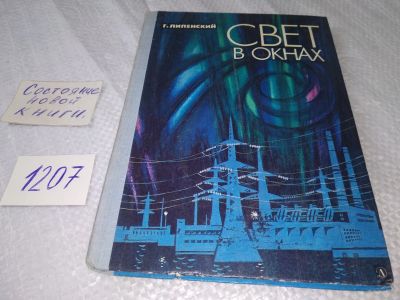 Г. ЛИПЕНСКИЙ
СВЕТ
В ОКНАХ
Состояние
новой
книги.
1207